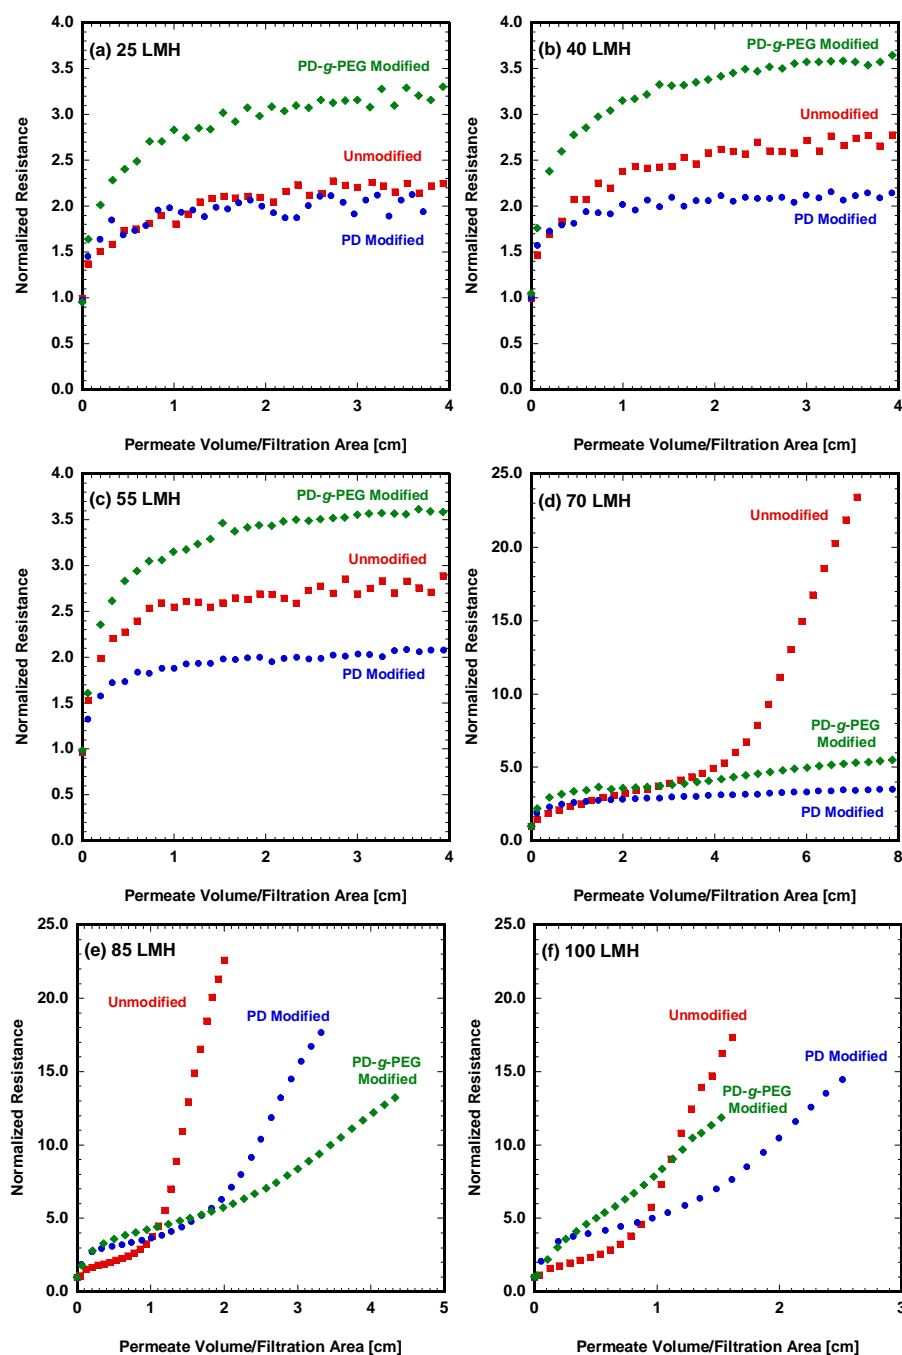 (a) 25 LMH
PD-g-PEG Modified
Unmodified
PD Modified
Normalized Resistance
4.0
3.5
3.0
2.5
2.0
1.5
1.0
0.5
0.0
0 1 2 3 4
Permeate Volume/Filtration Area [cm]
(b) 40 LMH
PD-g-PEG Modified
Unmodified
PD Modified
Normalized Resistance
4.0
3.5
3.0
2.5
2.0
1.5
1.0
0.5
0.0
0 1 2 3 4
Permeate Volume/Filtration Area [cm]
(c) 55 LMH
PD-g-PEG Modified
Unmodified
PD Modified
Normalized Resistance
4.0
3.5
3.0
2.5
2.0
1.5
1.0
0.5
0.0
0 1 2 3 4
Permeate Volume/Filtration Area [cm]
(d) 70 LMH
Unmodified
PD-g-PEG
Modified
PD Modified
Normalized Resistance
25.0
20.0
15.0
10.0
5.0
0.0
0 2 4 6 8
Permeate Volume/Filtration Area [cm]
(e) 85 LMH
Unmodified
PD Modified
PD-g-PEG
Modified
Normalized Resistance
25.0
20.0
15.0
10.0
5.0
0.0
0 1 2 3 4 5
Permeate Volume/Filtration Area [cm]
(f) 100 LMH
Unmodified
PD Modified
PD-g-PEG
Modified
Normalized Resistance
25.0
20.0
15.0
10.0
5.0
0.0
0 1 2 3
Permeate Volume/Filtration Area [cm]